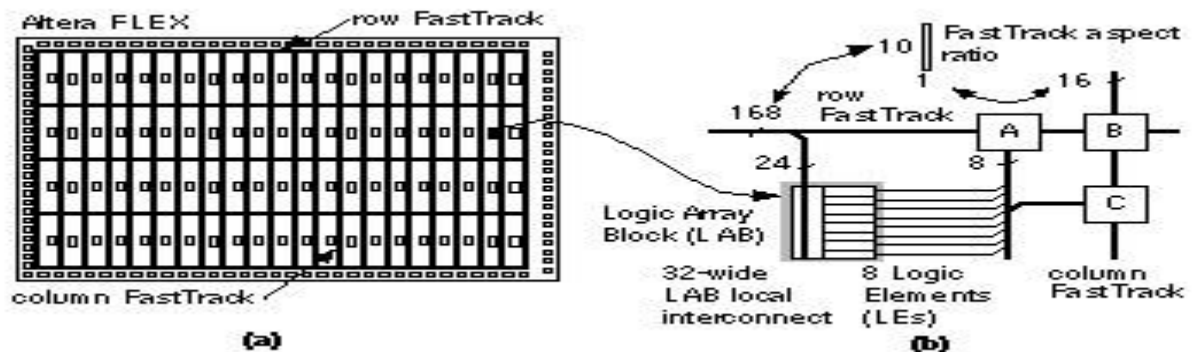 Altera FLEX
row FastTrack
column FastTrack
(a)
10
1
FastTrack aspect
ratio
16
168
row
FastTrack
A
B
24
8
C
Logic Array
Block (LAB)
32-wide
LAB local
interconnect
8 Logic
Elements
(LEs)
column
FastTrack
(b)